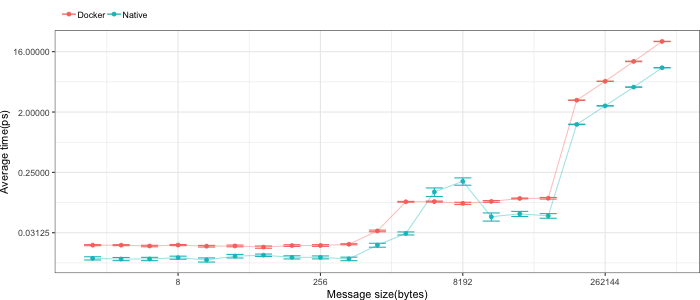 Docker Native
16.00000
2.00000
0.25000
0.03125
Average time(ps)
8 256 8192 262144
Message size(bytes)